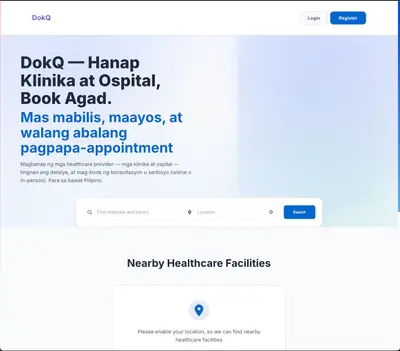 DokQ
Login
Register
DokQ — Hanap
Klinika at Ospital,
Book Agad.
Mas mabilis, maayos, at
walang abalang
pagpapa-appointment
Maghanap ng mga healthcare provider — mga klinika at ospital —
tingnan ang detalye, at mag-book ng konsultasyon o serbisyo (online o
in-person). Para sa bawat Pilipino.
Find hospitals and clinics
Location
Search
Nearby Healthcare Facilities
Please enable your location, so we can find nearby
healthcare facilities